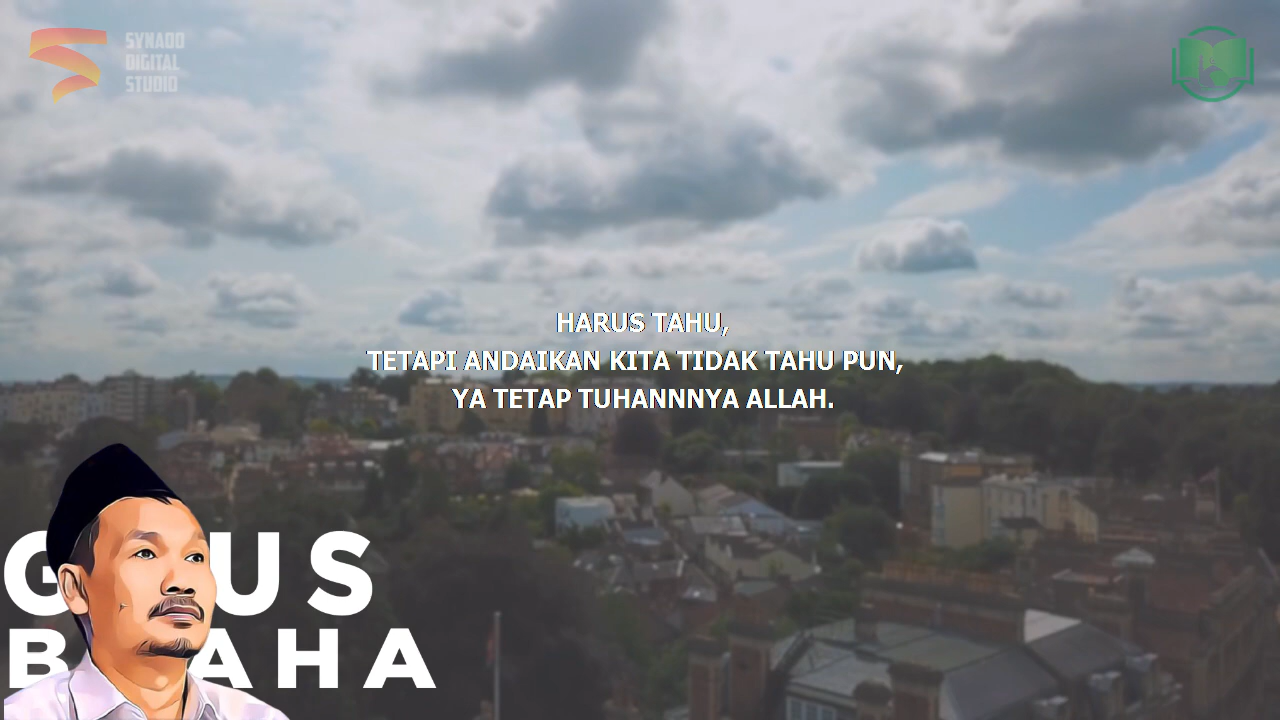 SYNADO
DIGITAL
STUDIO
HARUS TAHU,
TETAPI ANDAIKAN KITA TIDAK TAHU PUN,
YA TETAP TUHANNNYA ALLAH.
GUS
BAHA